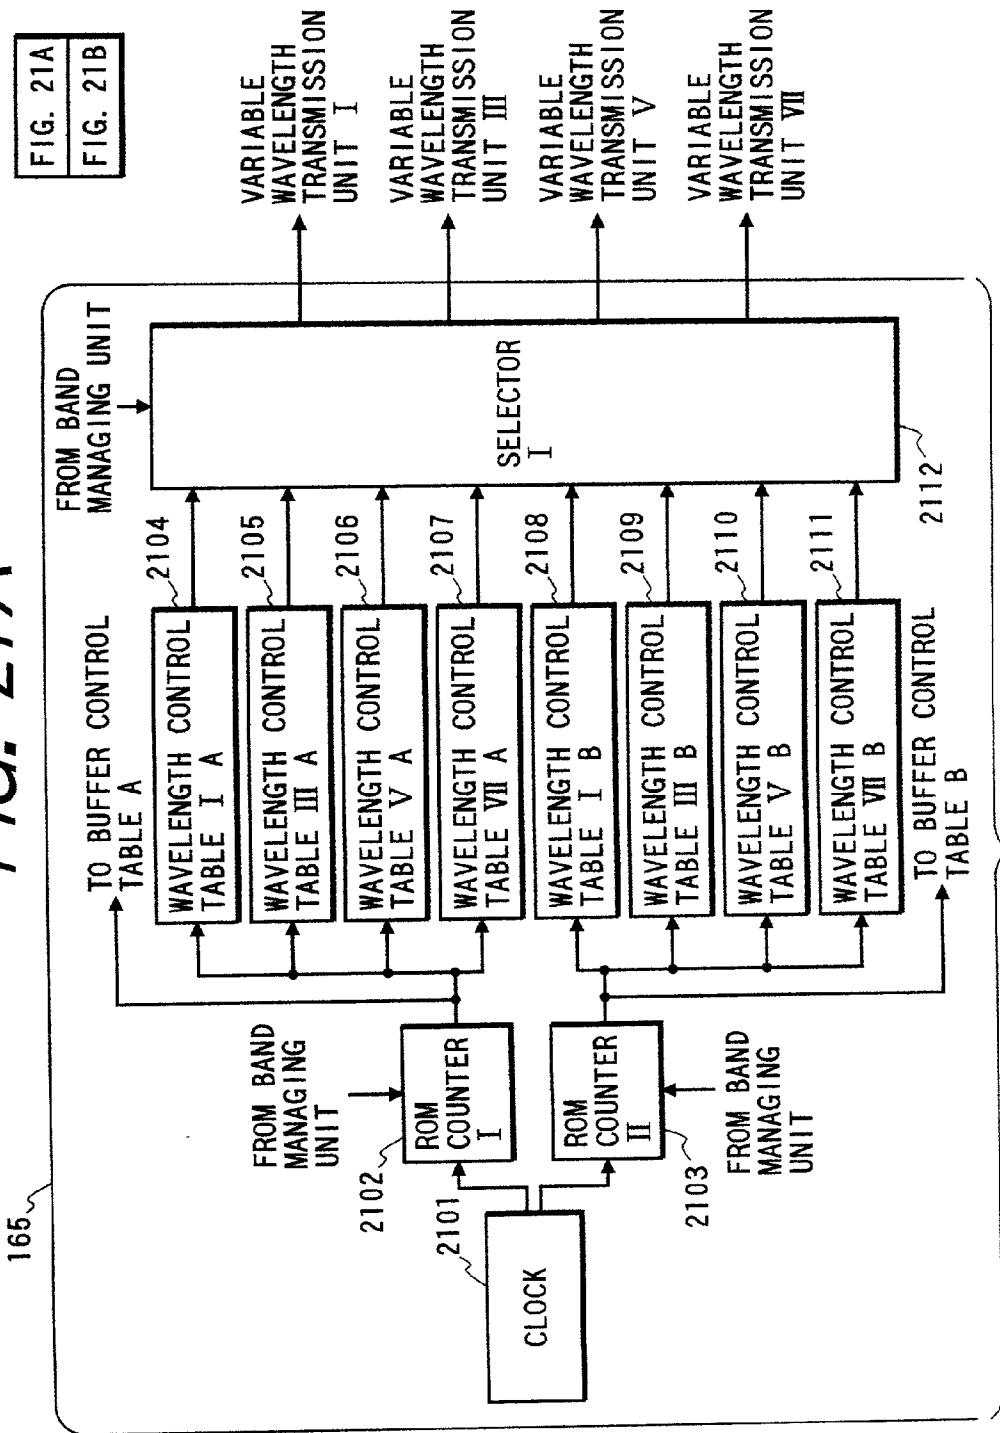 FIG. 21A
FIG. 21A
FIG. 21B
165
FROM BAND
MANAGING UNIT
TO BUFFER CONTROL
TABLE A
2104
WAVELENGTH CONTROL
TABLE I A
2105
WAVELENGTH CONTROL
TABLE III A
2106
WAVELENGTH CONTROL
TABLE V A
2107
WAVELENGTH CONTROL
TABLE VII A
2108
WAVELENGTH CONTROL
TABLE I B
2109
WAVELENGTH CONTROL
TABLE III B
2110
WAVELENGTH CONTROL
TABLE V B
2111
WAVELENGTH CONTROL
TABLE VII B
TO BUFFER CONTROL
TABLE B
FROM BAND
MANAGING
UNIT
2102
ROM
COUNTER
I
2101
CLOCK
ROM
COUNTER
II
2103
FROM BAND
MANAGING
UNIT
SELECTOR
I
2112
VARIABLE
WAVELENGTH
TRANSMISSION
UNIT I
VARIABLE
WAVELENGTH
TRANSMISSION
UNIT III
VARIABLE
WAVELENGTH
TRANSMISSION
UNIT V
VARIABLE
WAVELENGTH
TRANSMISSION
UNIT VII